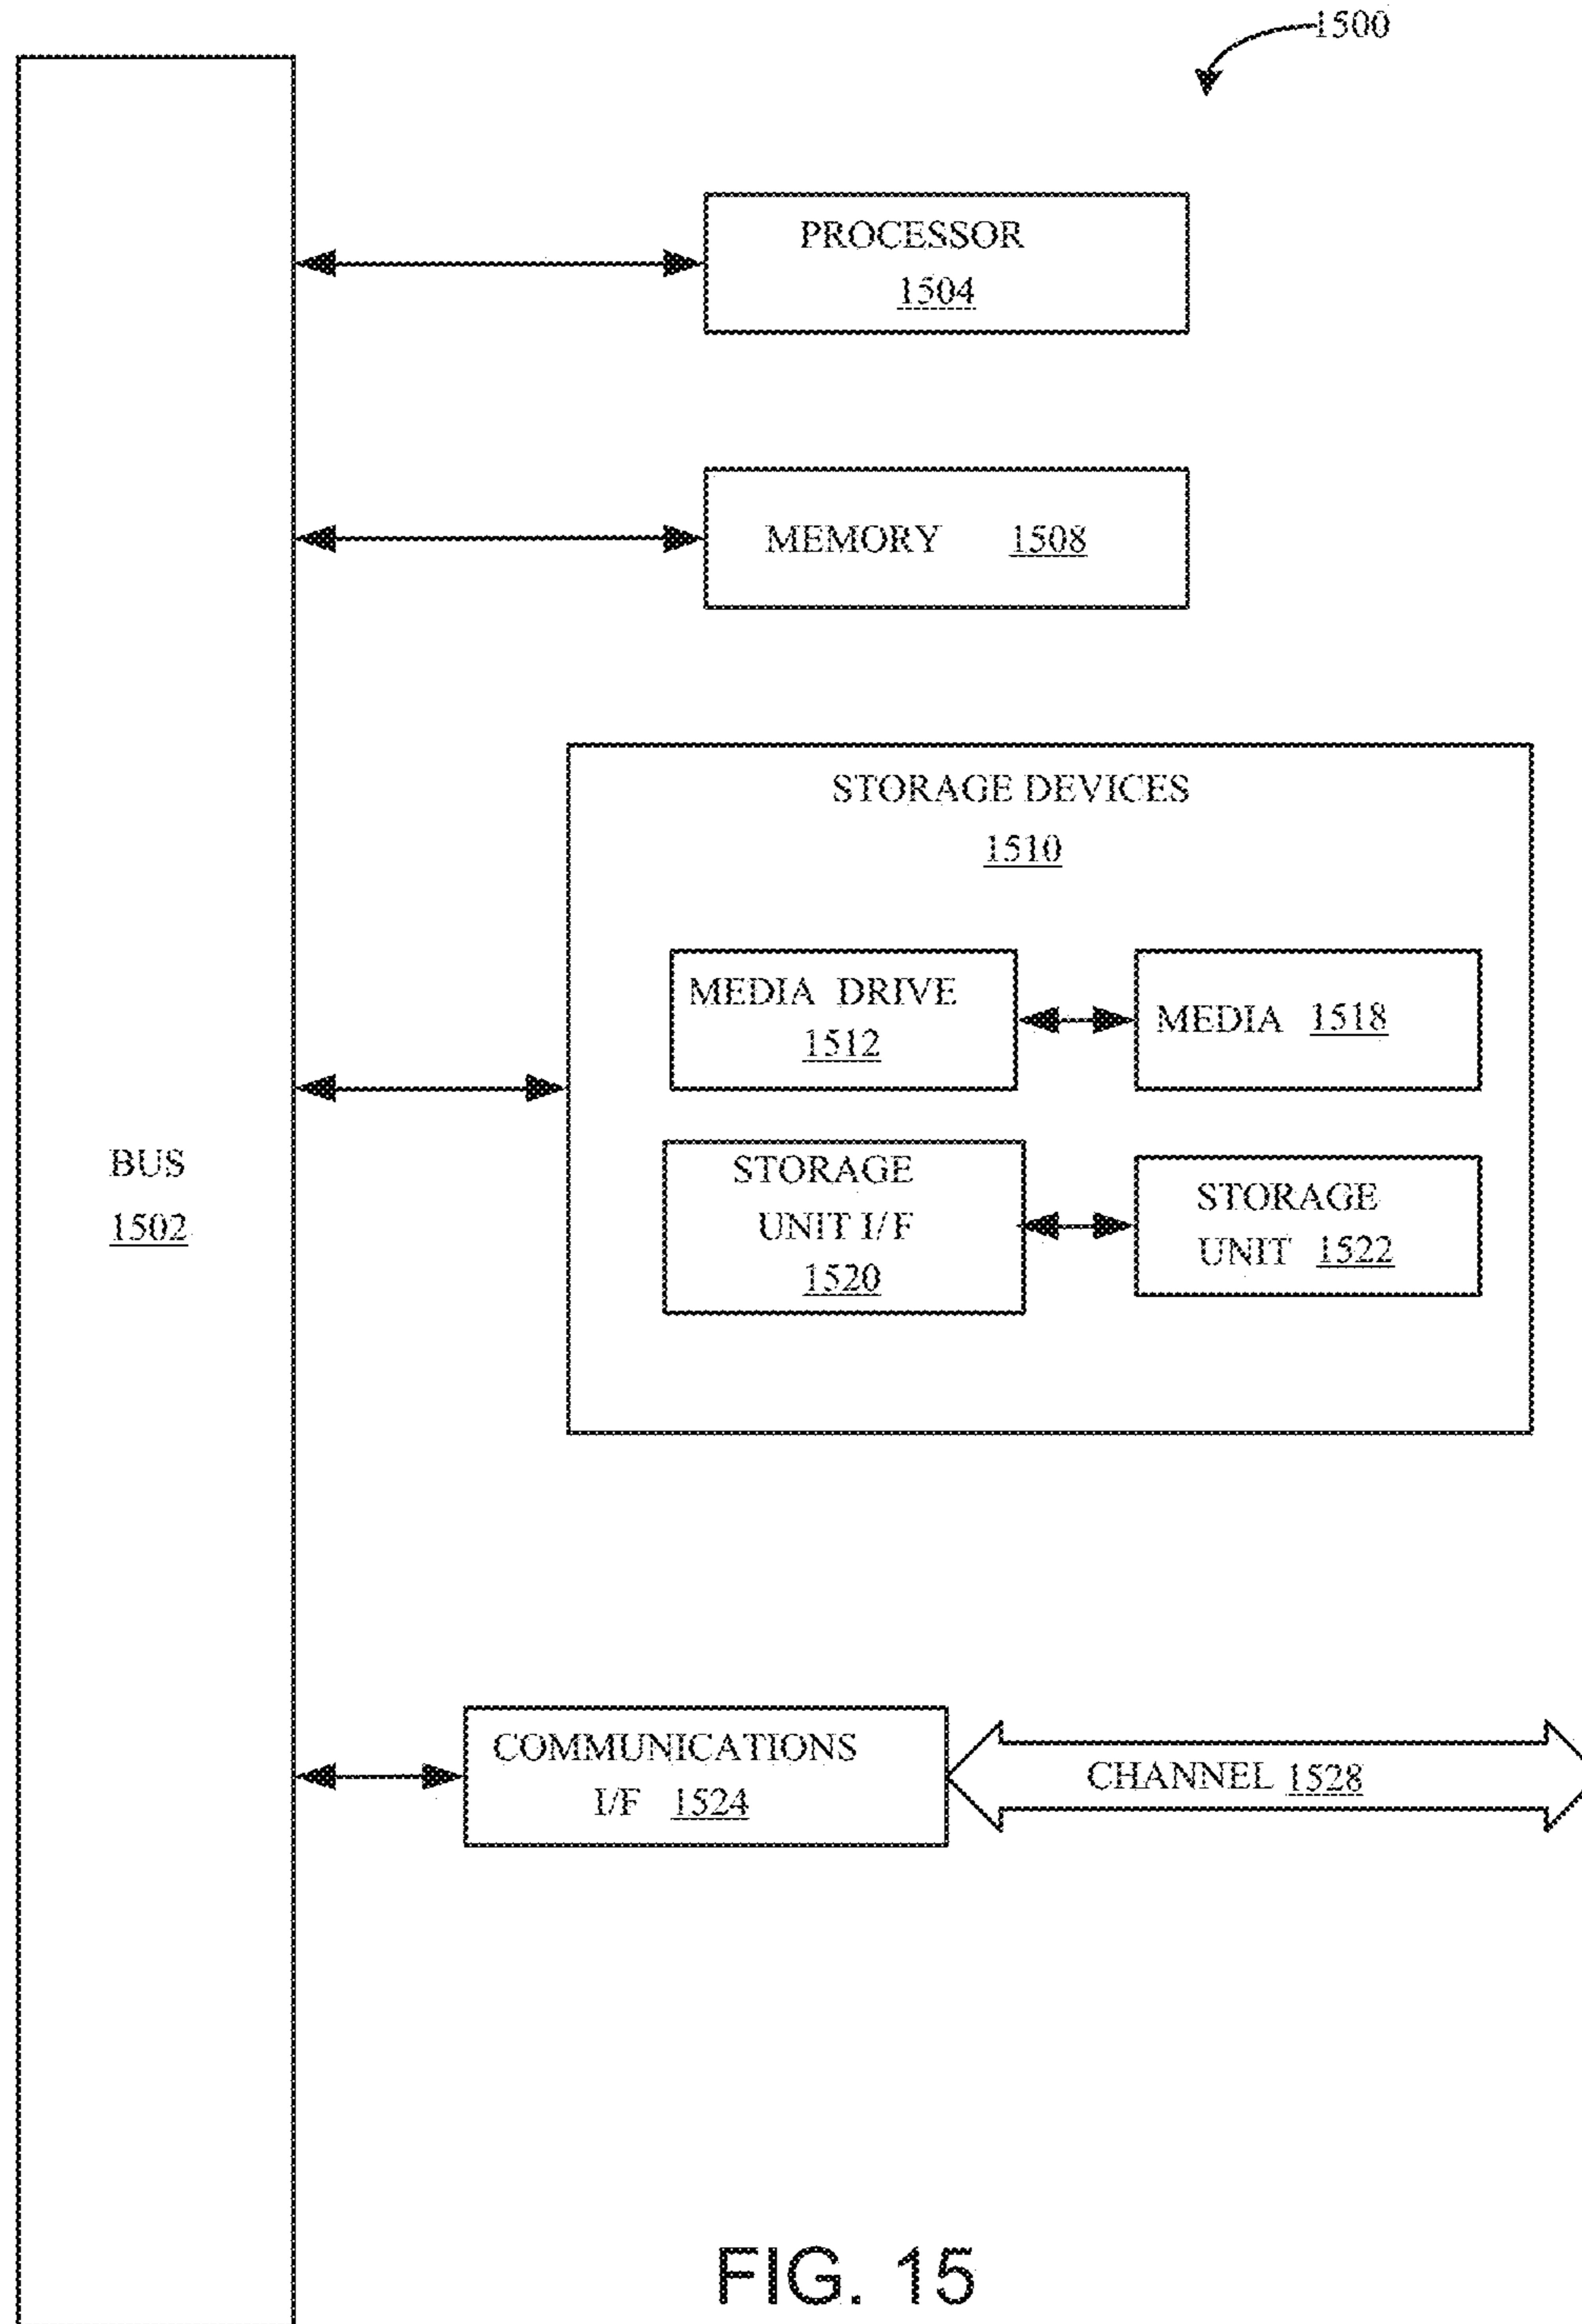 1500
PROCESSOR
1504
MEMORY 1508
STORAGE DEVICES
1510
MEDIA DRIVE
1512
MEDIA 1518
BUS
1502
STORAGE
UNIT I/F
1520
STORAGE
UNIT 1522
COMMUNICATIONS
I/F 1524
CHANNEL 1528
FIG. 15